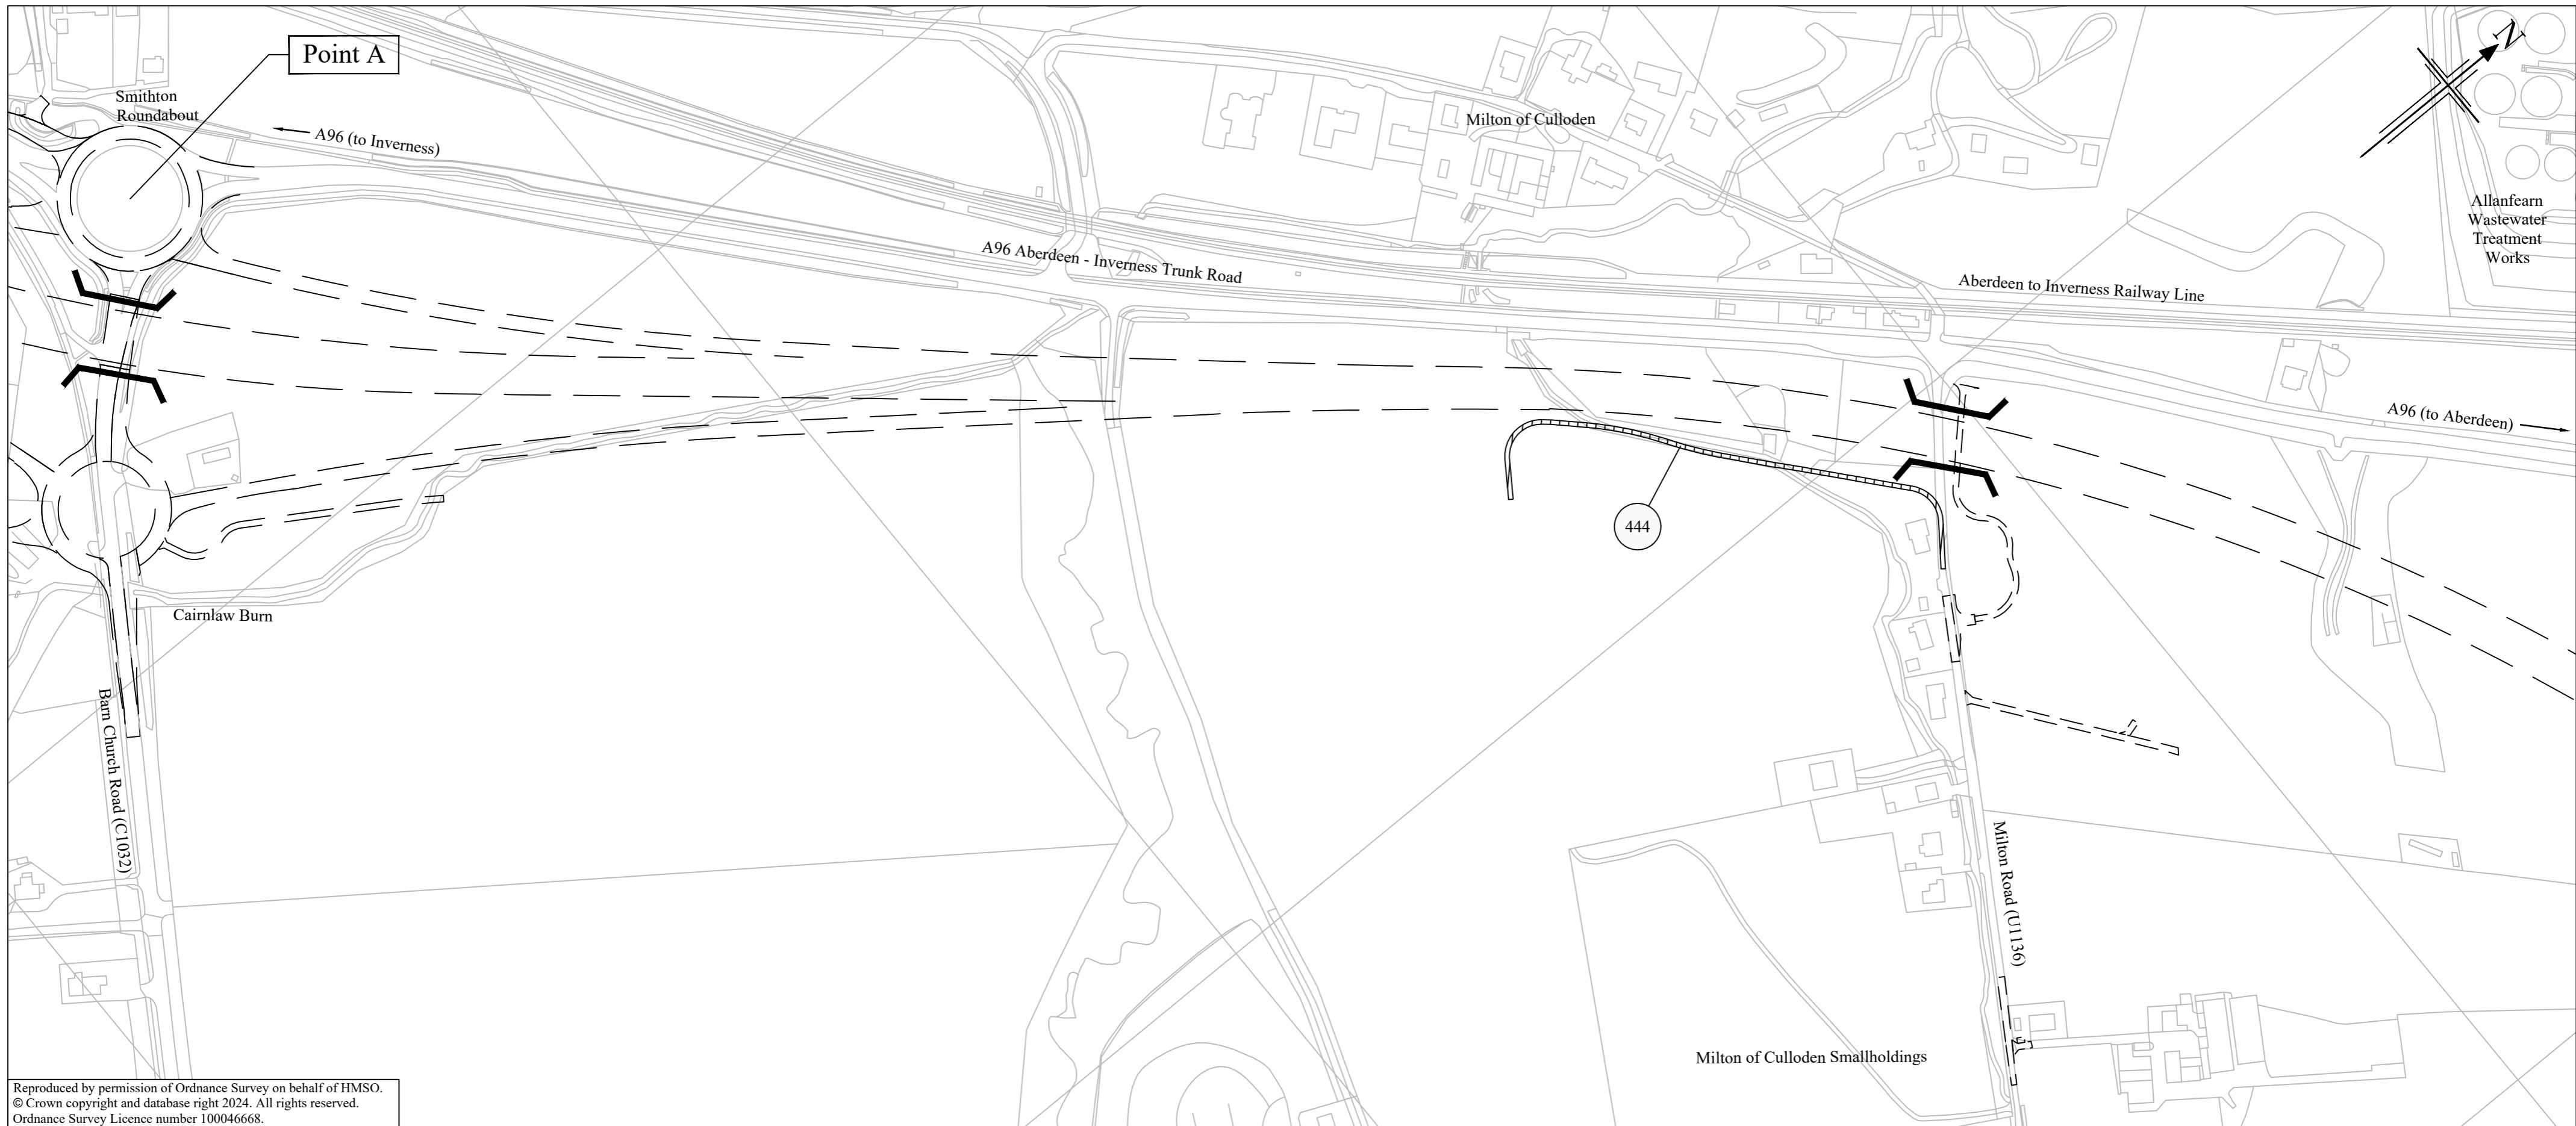 Point A
N
Smithton
Roundabout
A96 (to Inverness)
Milton of Culloden
Allanfearn
Wastewater
Treatment
Works
A96 Aberdeen - Inverness Trunk Road
Aberdeen to Inverness Railway Line
A96 (to Aberdeen)
444
Cairnlaw Burn
Barn Church Road (C1032)
Milton Road (U1136)
Milton of Culloden Smallholdings
Reproduced by permission of Ordnance Survey on behalf of HMSO.
© Crown copyright and database right 2024. All rights reserved.
Ordnance Survey Licence number 100046668.